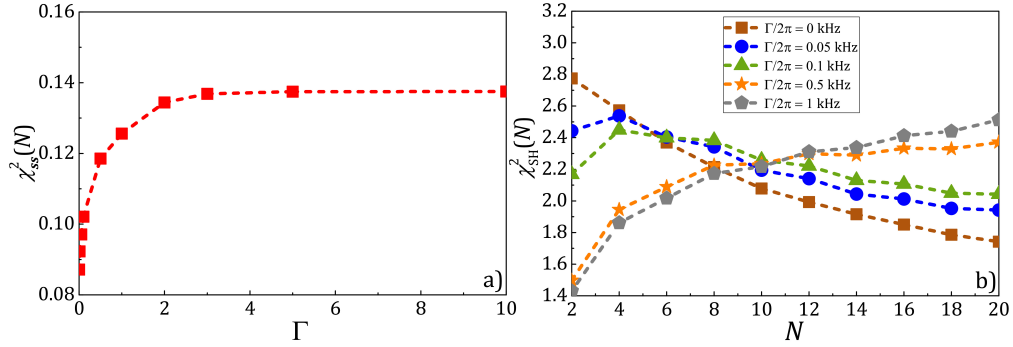 0.16
0.14
0.12
0.10
0.08
χ²ₛₛ(N)
0 2 4 6 8 10
Γ
a)
3.2
3.0
2.8
2.6
2.4
2.2
2.0
1.8
1.6
1.4
χ²SH(N)
Γ/2π = 0 kHz
Γ/2π = 0.05 kHz
Γ/2π = 0.1 kHz
Γ/2π = 0.5 kHz
Γ/2π = 1 kHz
2 4 6 8 10 12 14 16 18 20
N
b)